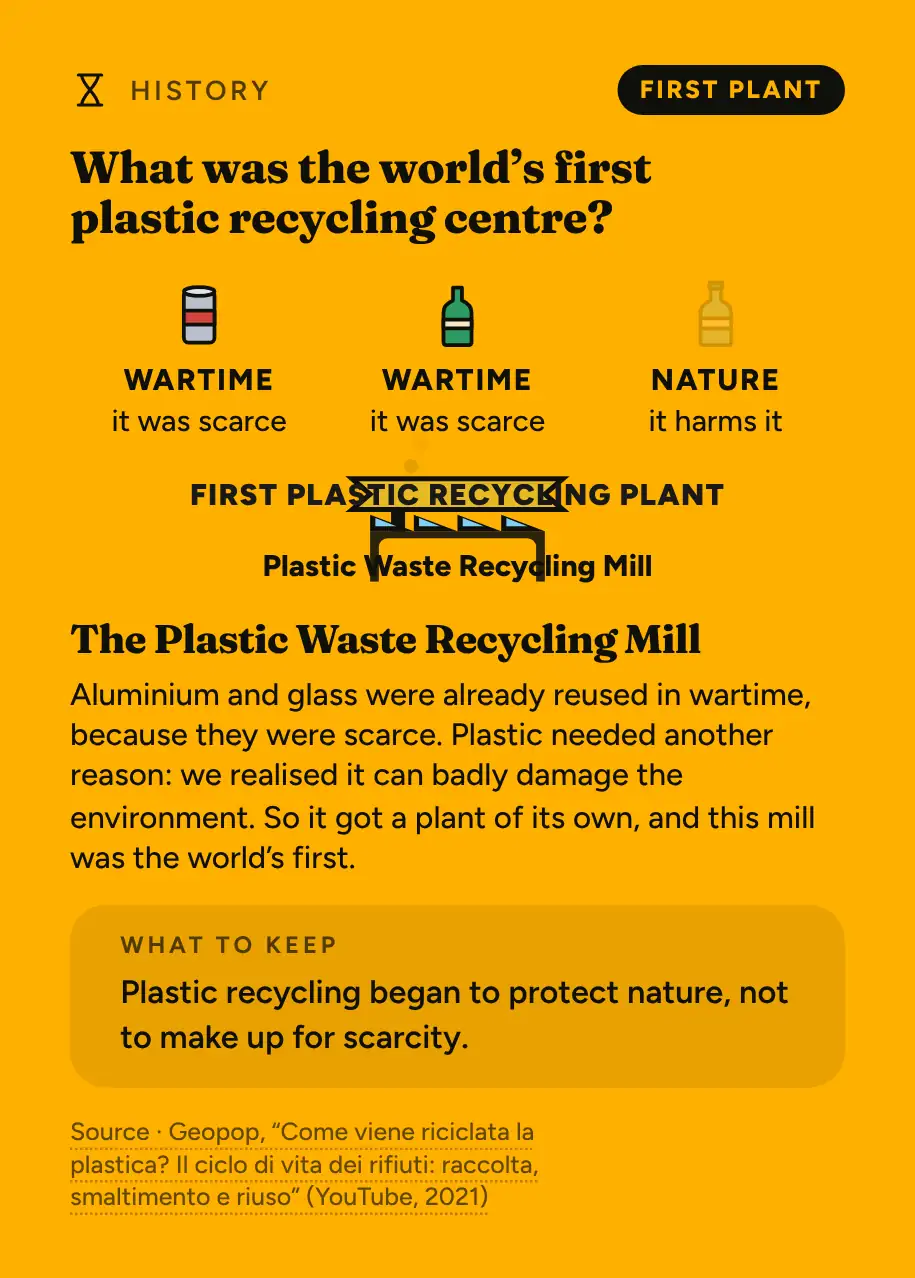 HISTORY
FIRST PLANT
What was the world’s first
plastic recycling centre?
WARTIME
it was scarce
WARTIME
it was scarce
NATURE
it harms it
FIRST PLASTIC RECYCLING PLANT
Plastic Waste Recycling Mill
The Plastic Waste Recycling Mill
Aluminium and glass were already reused in wartime,
because they were scarce. Plastic needed another
reason: we realised it can badly damage the
environment. So it got a plant of its own, and this mill
was the world’s first.
WHAT TO KEEP
Plastic recycling began to protect nature, not
to make up for scarcity.
Source · Geopop, “Come viene riciclata la
plastica? Il ciclo di vita dei rifiuti: raccolta,
smaltimento e riuso” (YouTube, 2021)